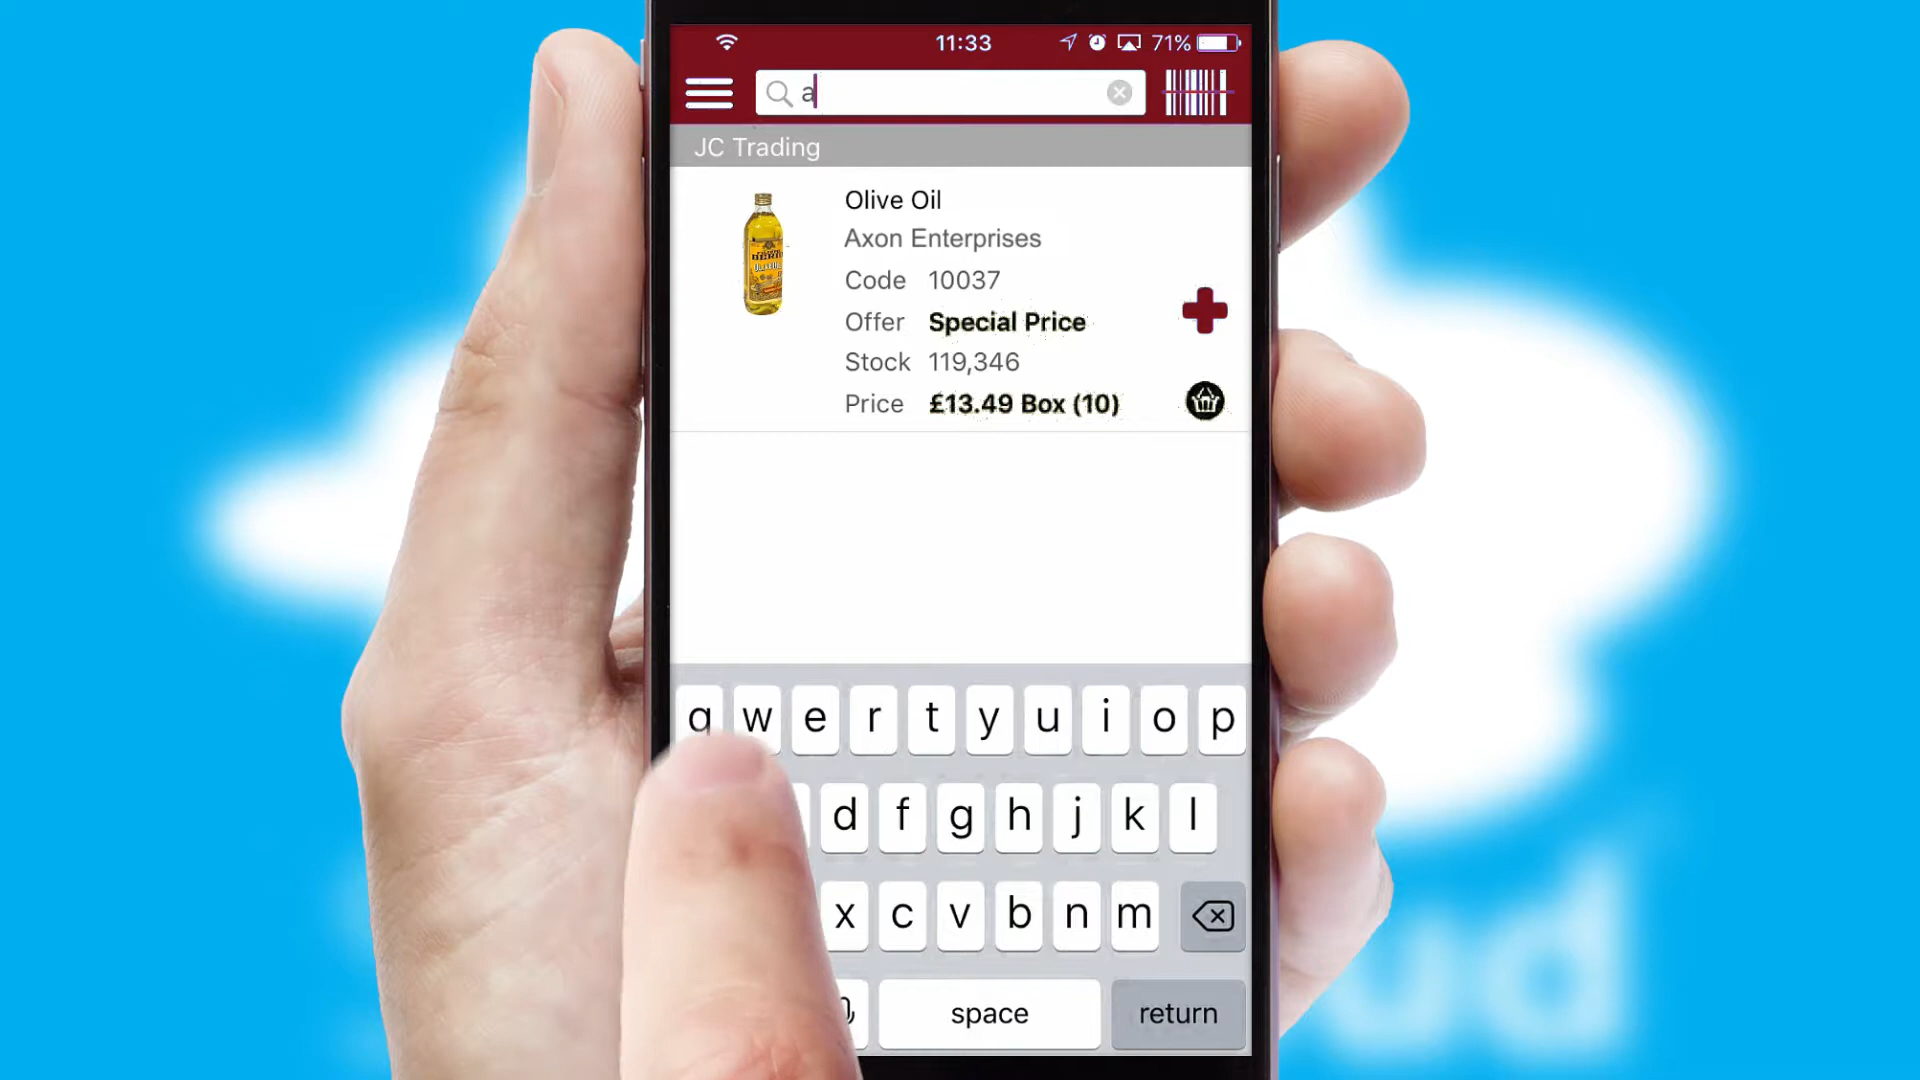 11:33
71%
a
JC Trading
Olive Oil
Axon Enterprises
Code 10037
Offer Special Price
Stock 119,346
Price £13.49 Box (10)
q w e r t y u i o p
d f g h j k l
x c v b n m
space return
ud